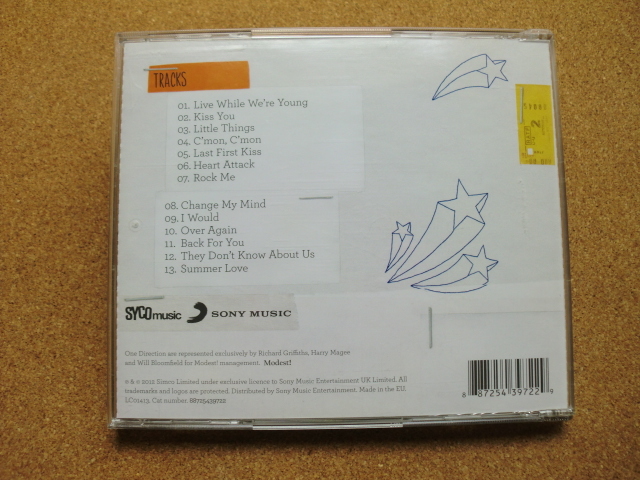 TRACKS
01. Live While We're Young
02. Kiss You
03. Little Things
04. C'mon, C'mon
05. Last First Kiss
06. Heart Attack
07. Rock Me
08. Change My Mind
09. I Would
10. Over Again
11. Back For You
12. They Don't Know About Us
13. Summer Love
SYCOmusic SONY MUSIC
One Direction are represented exclusively by Richard Griffiths, Harry Magee
and Will Bloomfield for Modest! management. Modest!
℗ & © 2012 Simco Limited under exclusive licence to Sony Music Entertainment UK Limited. All
trademarks and logos are protected. Distributed by Sony Music Entertainment. Made in the EU.
LC01413. Cat number. 88725439722
8 87254 39722 9